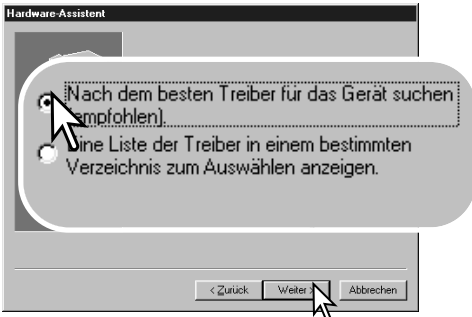 Hardware-Assistent
Nach dem besten Treiber für das Gerät suchen
(empfohlen).
Eine Liste der Treiber in einem bestimmten
Verzeichnis zum Auswählen anzeigen.
< Zurück Weiter > Abbrechen